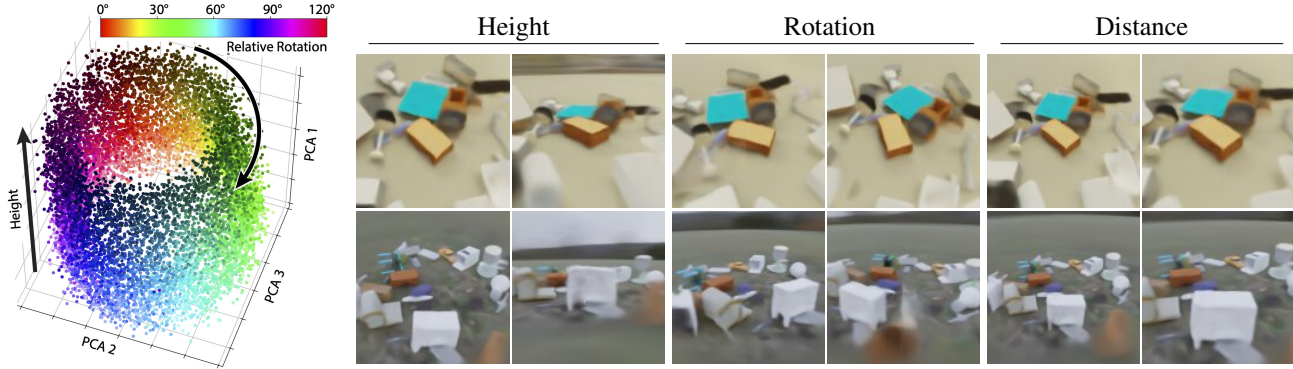 0° 30° 60° 90° 120°
Relative Rotation
Height
PCA 1
PCA 2
PCA 3
Height Rotation Distance